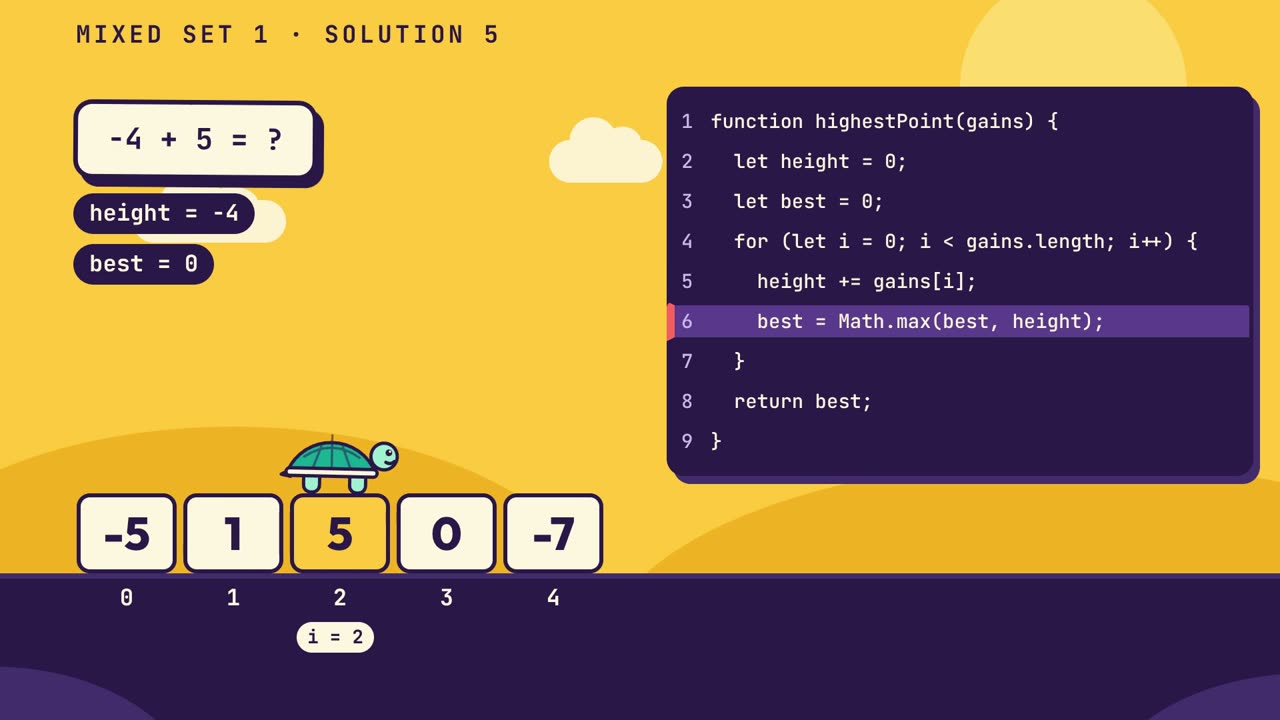 MIXED SET 1 · SOLUTION 5
-4 + 5 = ?
height = -4
best = 0
1 function highestPoint(gains) {
2 let height = 0;
3 let best = 0;
4 for (let i = 0; i < gains.length; i++) {
5 height += gains[i];
6 best = Math.max(best, height);
7 }
8 return best;
9 }
-5 1 5 0 -7
0 1 2 3 4
i = 2